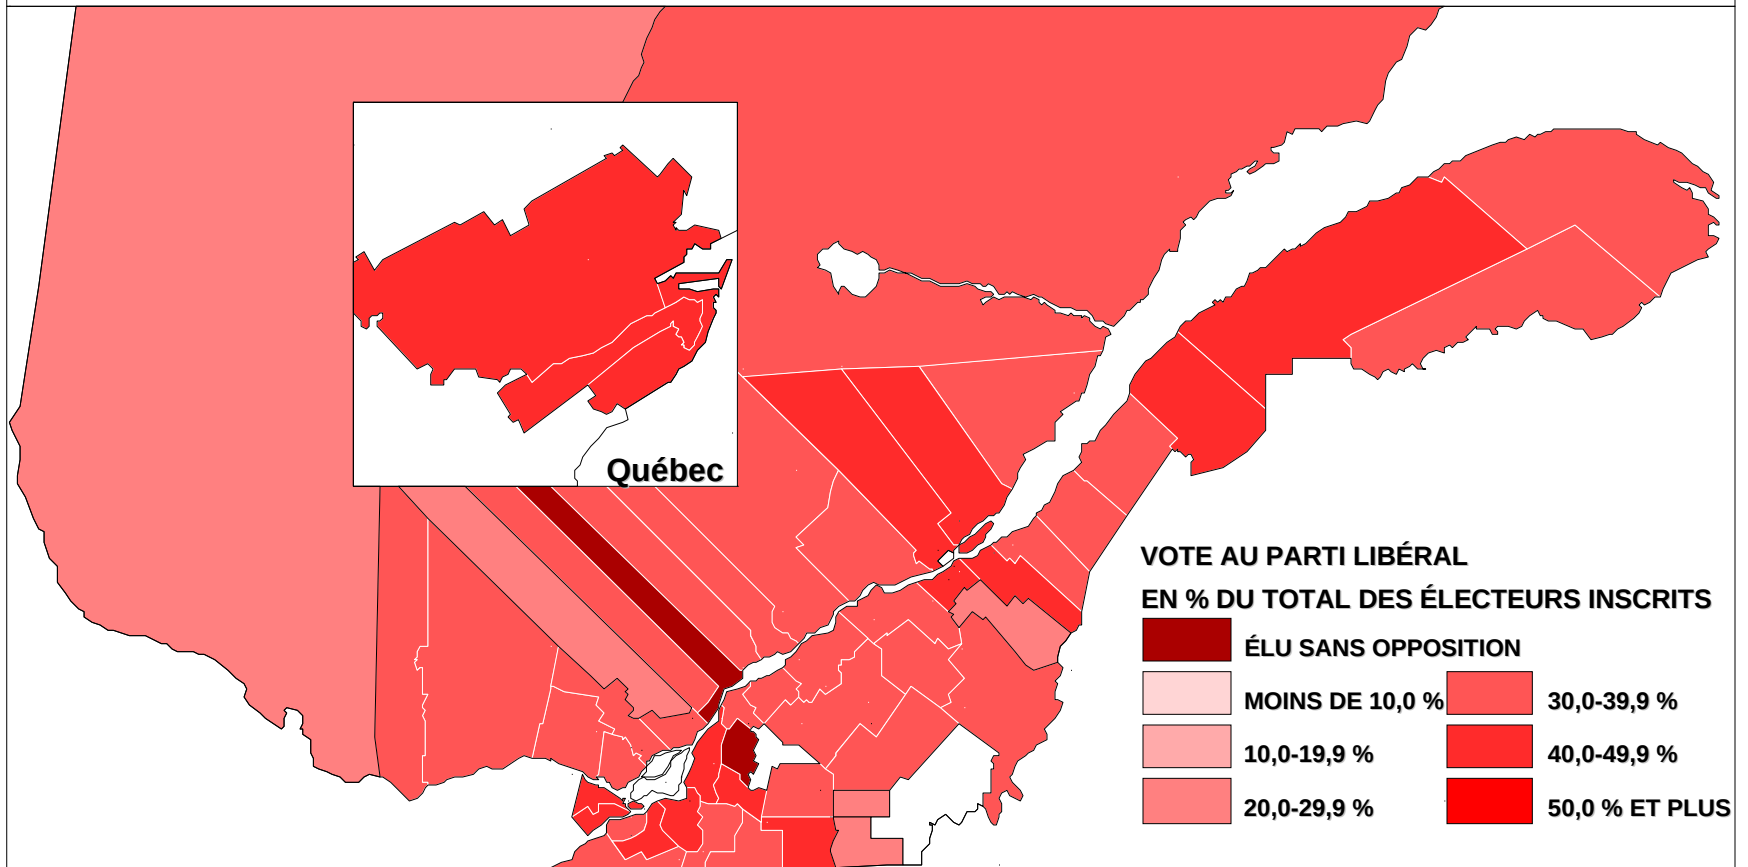 Québec
VOTE AU PARTI LIBÉRAL
EN % DU TOTAL DES ÉLECTEURS INSCRITS
ÉLU SANS OPPOSITION
MOINS DE 10,0 %
30,0-39,9 %
10,0-19,9 %
40,0-49,9 %
20,0-29,9 %
50,0 % ET PLUS